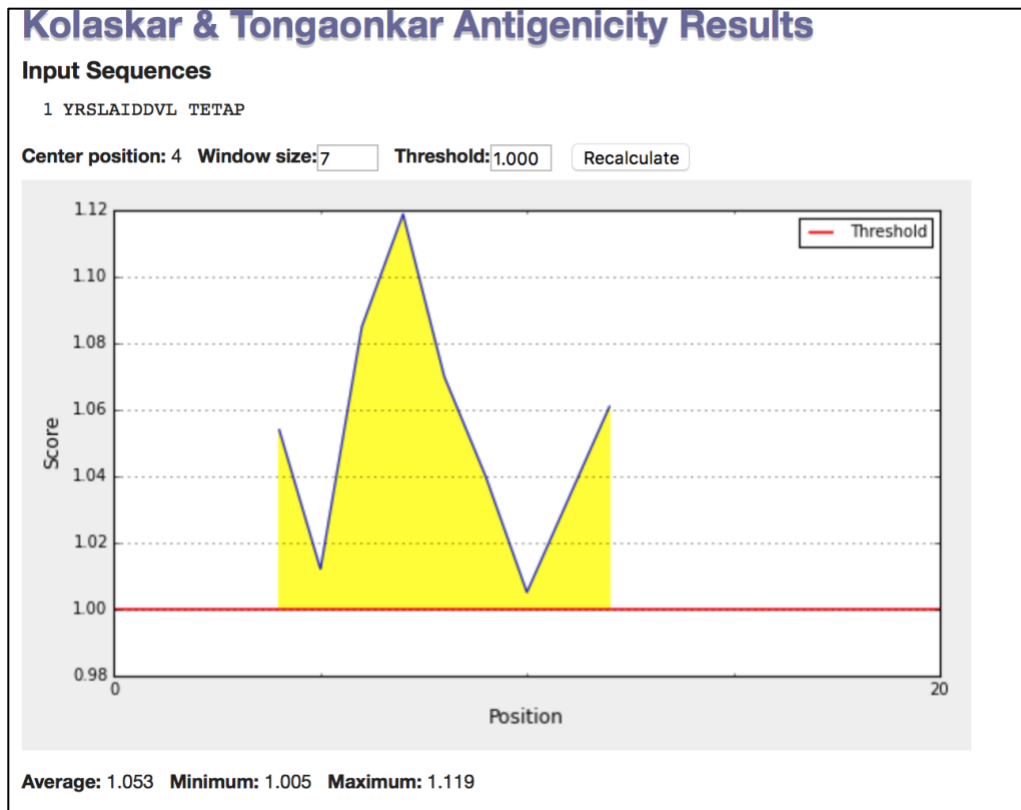 Kolaskar & Tongaonkar Antigenicity Results
Input Sequences
1 YRSLAIDDVL TETAP
Center position: 4 Window size: 7 Threshold: 1.000 Recalculate
1.12
Threshold
1.10
1.08
1.06
1.04
1.02
1.00
0.98
Score
0 20
Position
Average: 1.053 Minimum: 1.005 Maximum: 1.119